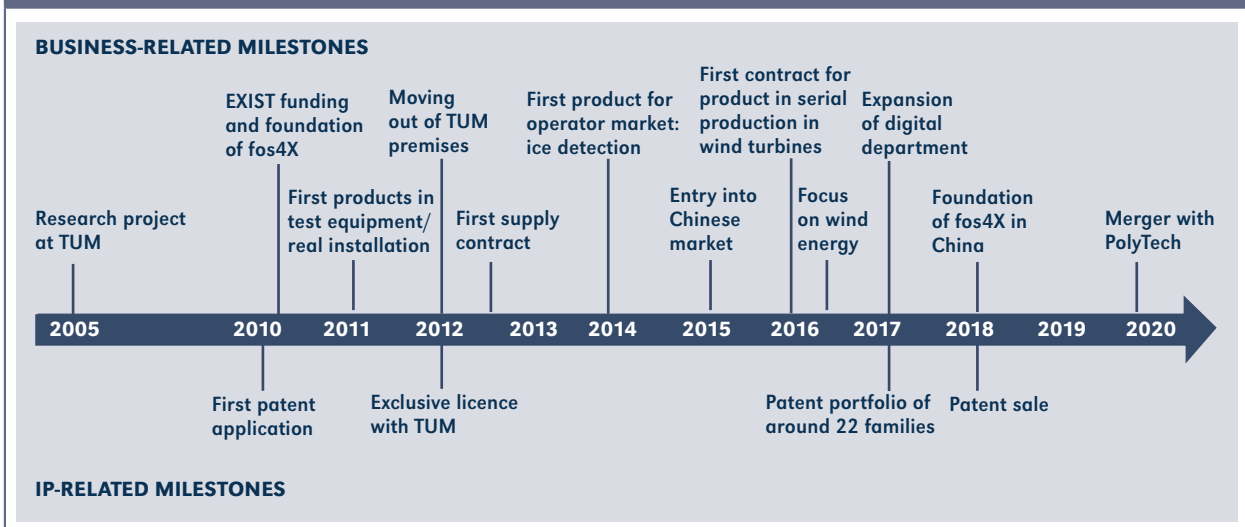 BUSINESS-RELATED MILESTONES
Research project
at TUM
EXIST funding
and foundation
of fos4X
First products in
test equipment/
real installation
Moving
out of TUM
premises
First supply
contract
First product for
operator market:
ice detection
Entry into
Chinese
market
First contract for
product in serial
production in
wind turbines
Focus
on wind
energy
Expansion
of digital
department
Foundation
of fos4X in
China
Merger with
PolyTech
2005 2010 2011 2012 2013 2014 2015 2016 2017 2018 2019 2020
First patent
application
Exclusive licence
with TUM
Patent portfolio of
around 22 families
Patent sale
IP-RELATED MILESTONES